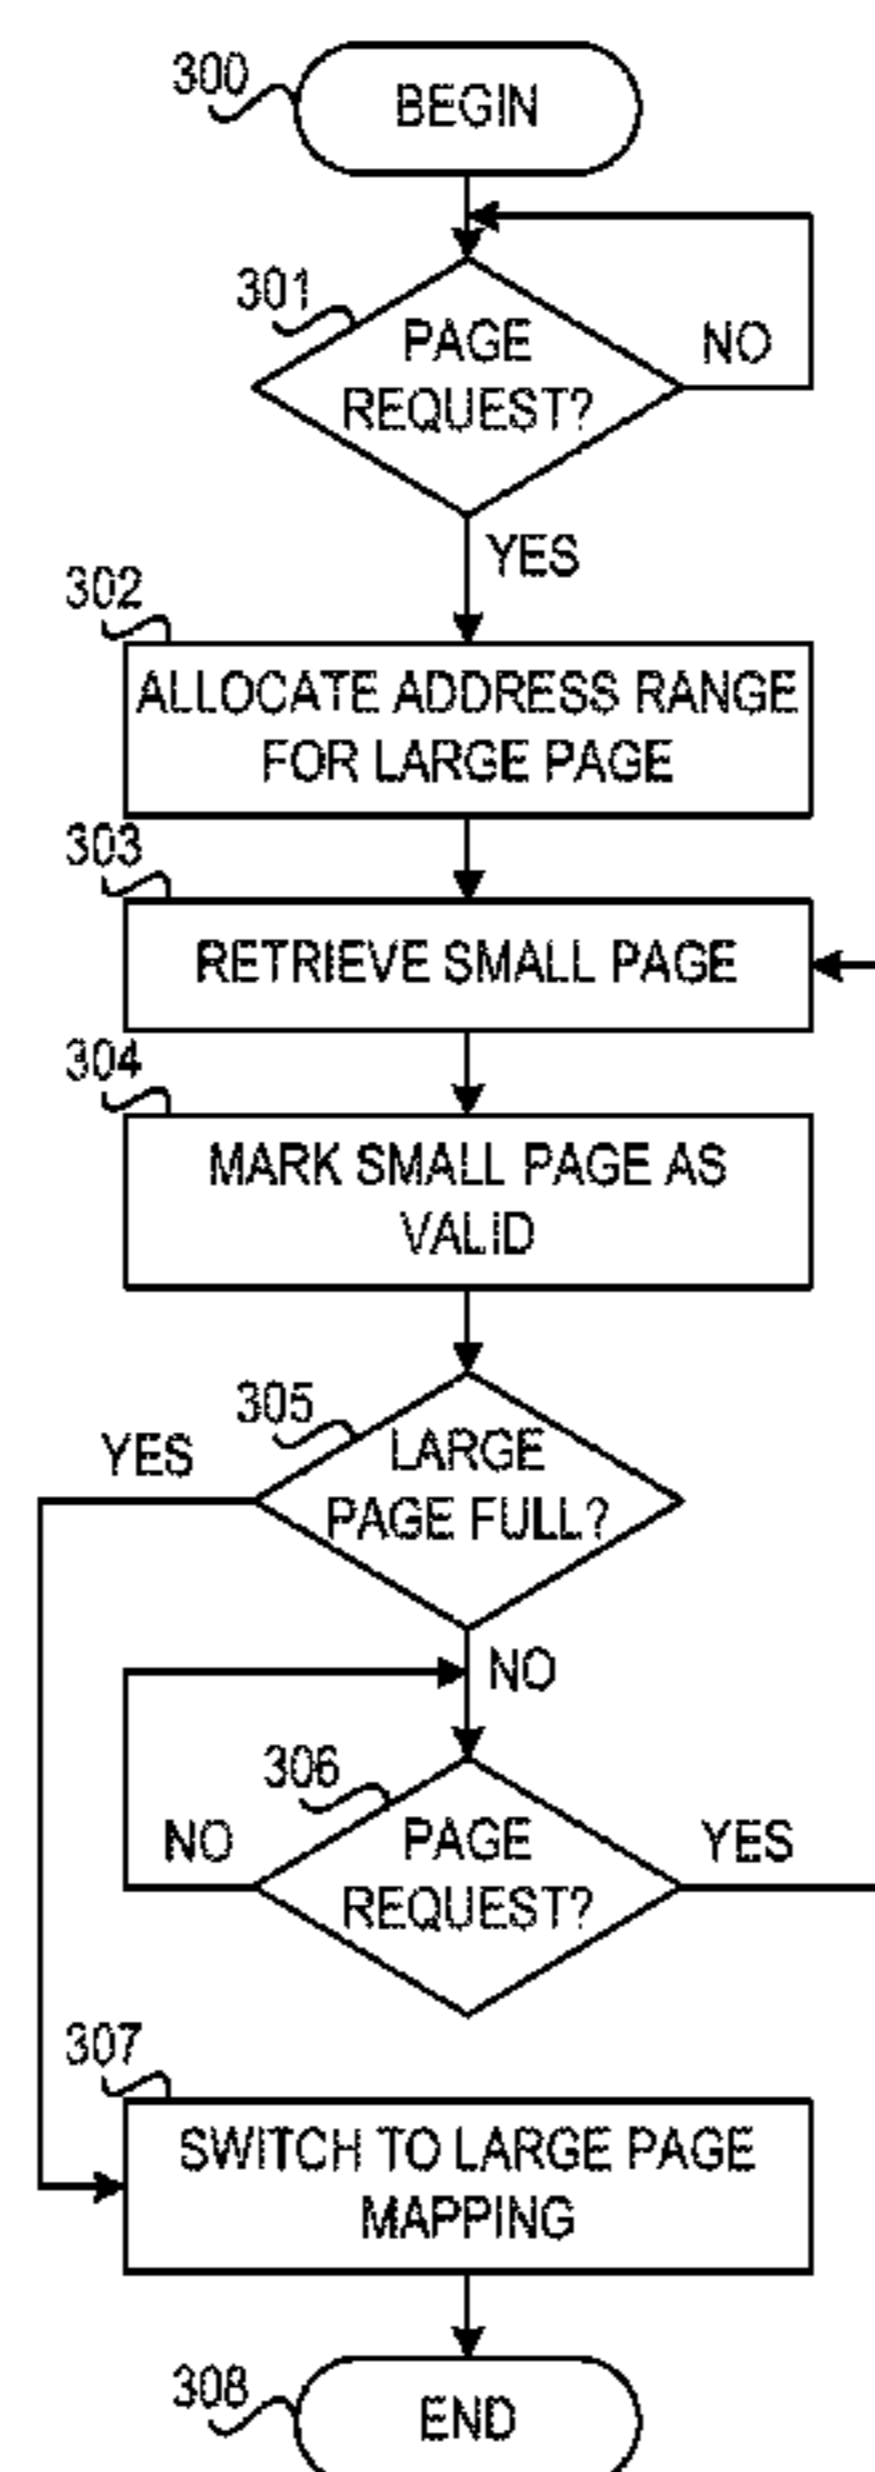 300
BEGIN
301
PAGE
REQUEST?
NO
YES
302
ALLOCATE ADDRESS RANGE
FOR LARGE PAGE
303
RETRIEVE SMALL PAGE
304
MARK SMALL PAGE AS
VALID
305
YES
LARGE
PAGE FULL?
NO
306
NO
PAGE
REQUEST?
YES
307
SWITCH TO LARGE PAGE
MAPPING
308
END